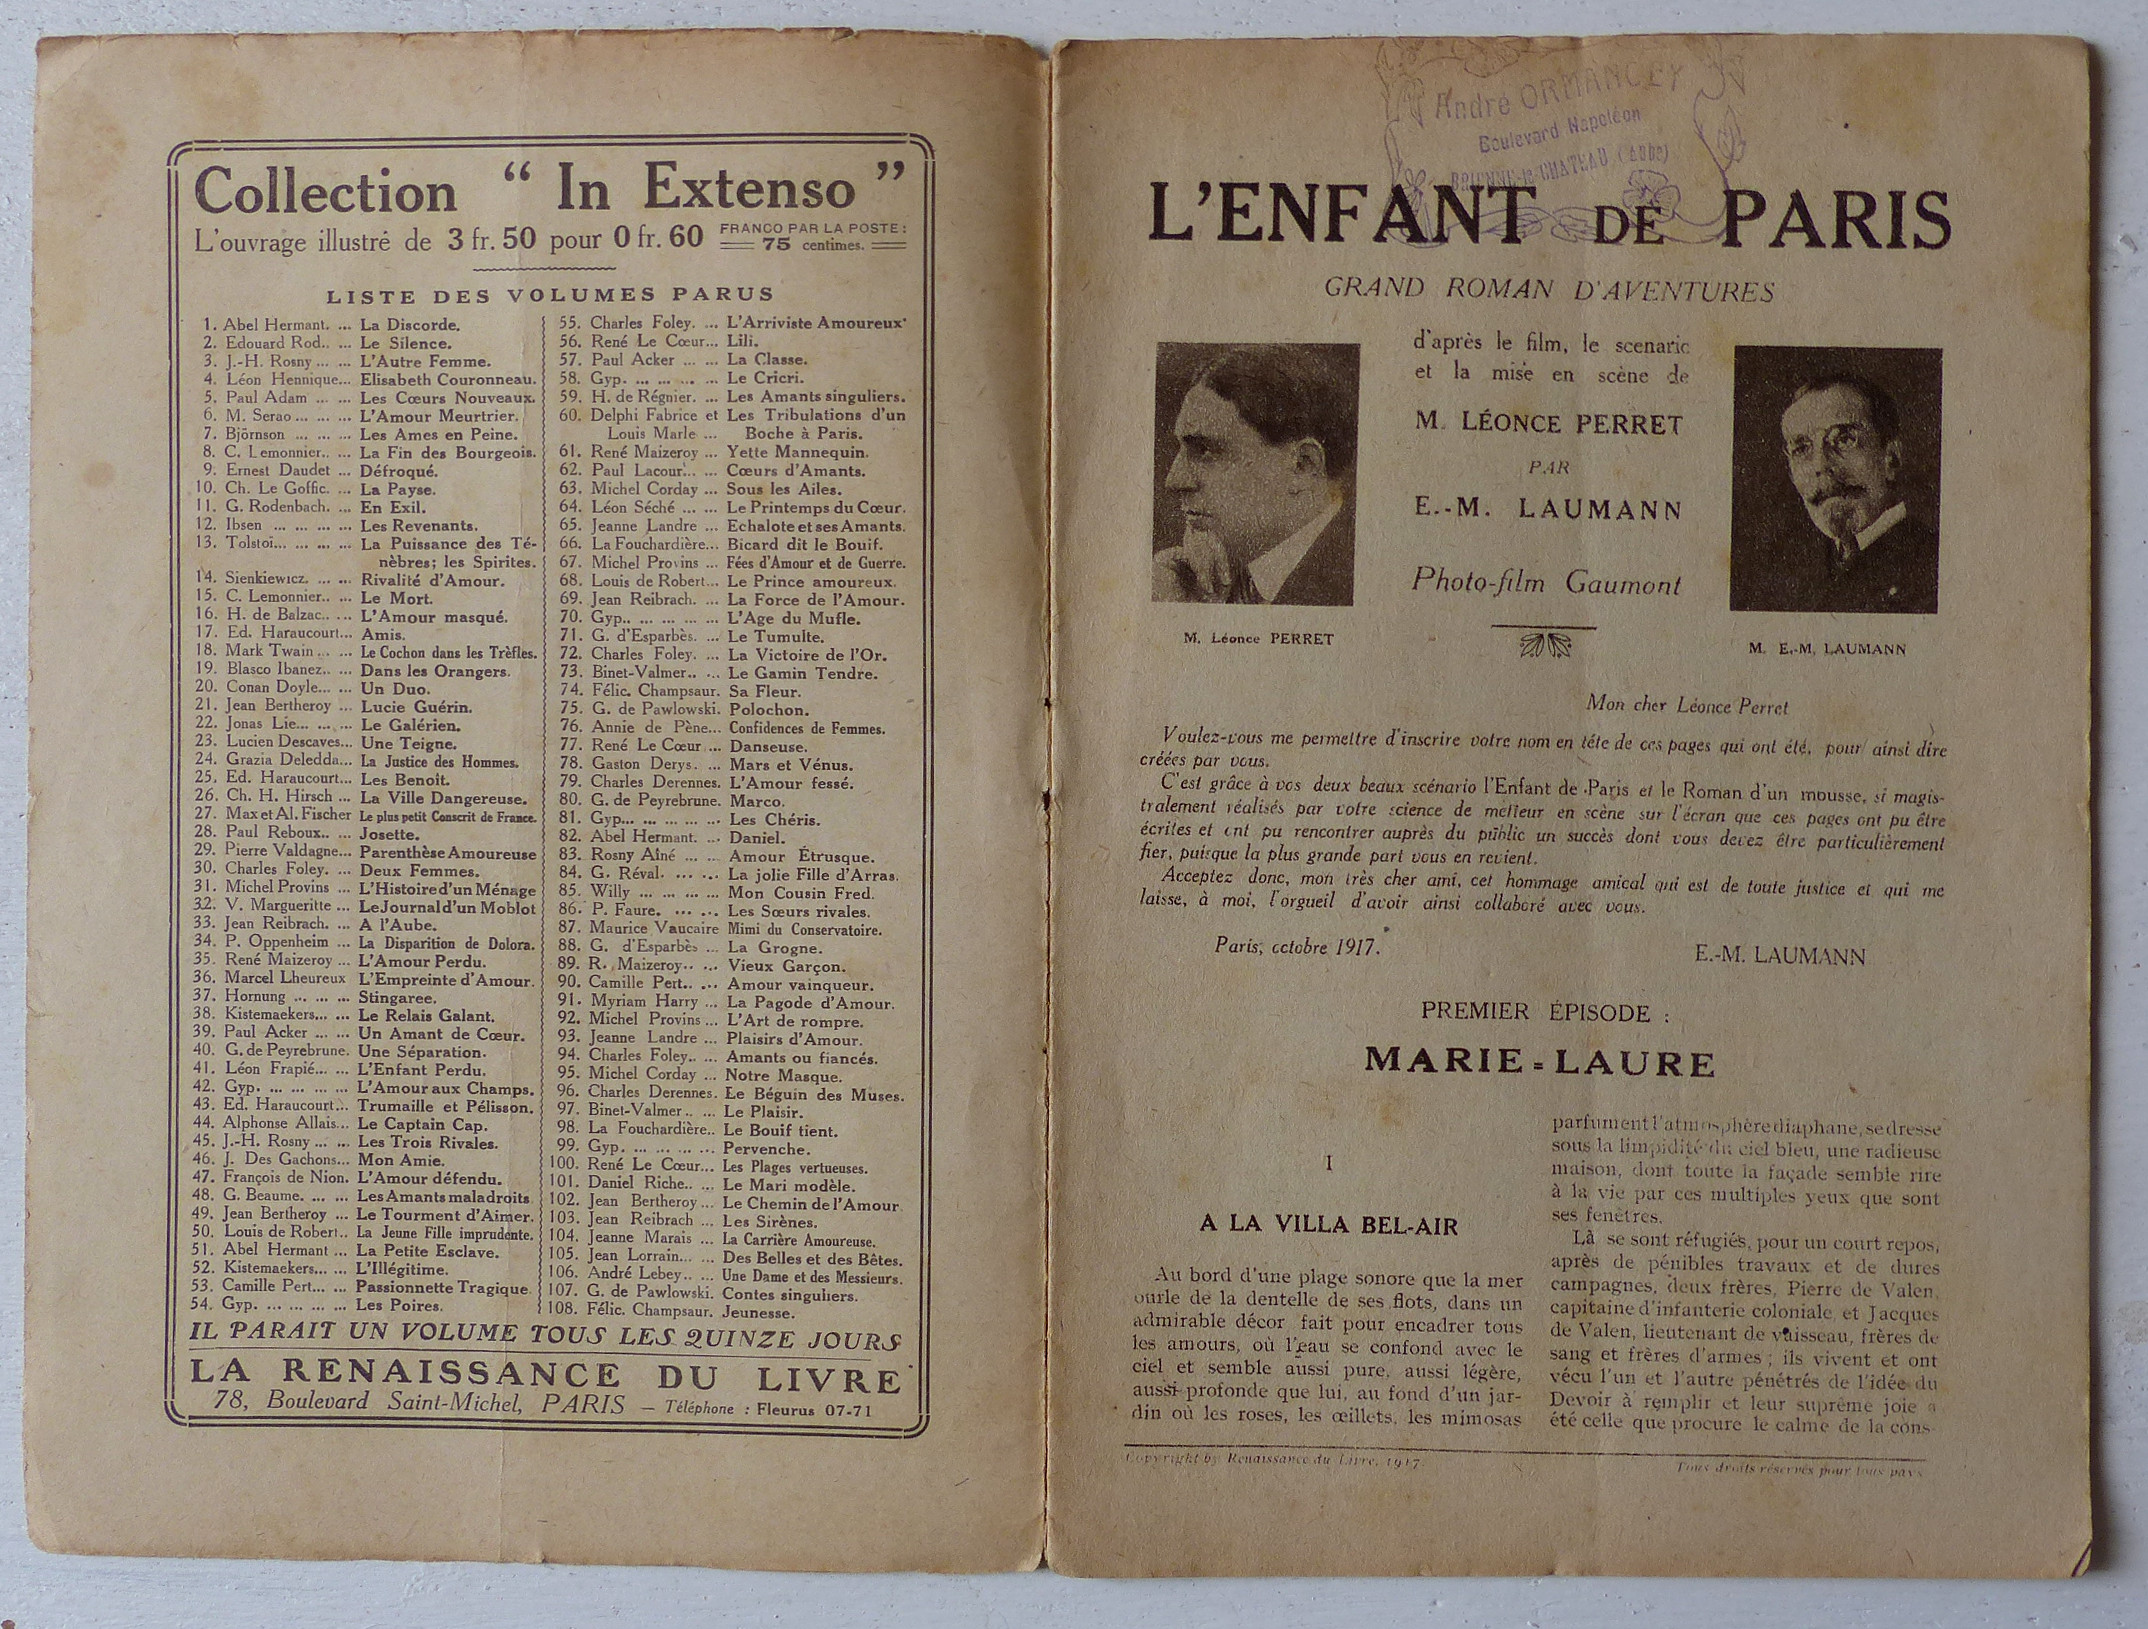 Collection “ In Extenso ”
L'ouvrage illustré de 3 fr. 50 pour 0 fr. 60 FRANCO PAR LA POSTE :
75 centimes.
LISTE DES VOLUMES PARUS
1. Abel Hermant. ... La Discorde.
2. Edouard Rod.. ... Le Silence.
3. J.-H. Rosny ... ... L'Autre Femme.
4. Léon Hennique... Elisabeth Couronneau.
5. Paul Adam ... ... Les Cœurs Nouveaux.
6. M. Serao ... ... ... L'Amour Meurtrier.
7. Björnson ... ... ... Les Ames en Peine.
8. C. Lemonnier.. ... La Fin des Bourgeois.
9. Ernest Daudet ... Défroqué.
10. Ch. Le Goffic. ... La Payse.
11. G. Rodenbach. ... En Exil.
12. Ibsen ... ... ... ... Les Revenants.
13. Tolstoï... ... ... ... La Puissance des Té-
nèbres; les Spirites.
14. Sienkiewicz. ... ... Rivalité d'Amour.
15. C. Lemonnier.. ... Le Mort.
16. H. de Balzac.. ... L'Amour masqué.
17. Ed. Haraucourt... Amis.
18. Mark Twain ... ... Le Cochon dans les Trèfles.
19. Blasco Ibanez.. ... Dans les Orangers.
20. Conan Doyle... ... Un Duo.
21. Jean Bertheroy ... Lucie Guérin.
22. Jonas Lie... ... ... Le Galérien.
23. Lucien Descaves... Une Teigne.
24. Grazia Deledda... La Justice des Hommes.
25. Ed. Haraucourt... Les Benoit.
26. Ch. H. Hirsch ... La Ville Dangereuse.
27. Max et Al. Fischer Le plus petit Conscrit de France.
28. Paul Reboux.. ... Josette.
29. Pierre Valdagne... Parenthèse Amoureuse
30. Charles Foley. ... Deux Femmes.
31. Michel Provins ... L'Histoire d'un Ménage
32. V. Margueritte ... Le Journal d'un Moblot
33. Jean Reibrach. ... A l'Aube.
34. P. Oppenheim ... La Disparition de Dolora.
35. René Maizeroy ... L'Amour Perdu.
36. Marcel Lheureux L'Empreinte d'Amour.
37. Hornung ... ... ... Stingaree.
38. Kistemaekers... ... Le Relais Galant.
39. Paul Acker ... ... Un Amant de Cœur.
40. G. de Peyrebrune. Une Séparation.
41. Léon Frapié... ... L'Enfant Perdu.
42. Gyp. ... ... ... ... L'Amour aux Champs.
43. Ed. Haraucourt... Trumaille et Pélisson.
44. Alphonse Allais... Le Captain Cap.
45. J.-H. Rosny ... ... Les Trois Rivales.
46. J. Des Gachons... Mon Amie.
47. François de Nion. L'Amour défendu.
48. G. Beaume. ... ... Les Amants maladroits
49. Jean Bertheroy ... Le Tourment d'Aimer.
50. Louis de Robert.. La Jeune Fille imprudente.
51. Abel Hermant ... La Petite Esclave.
52. Kistemaekers... ... L'Illégitime.
53. Camille Pert... ... Passionnette Tragique.
54. Gyp. ... ... ... ... Les Poires.
55. Charles Foley. ... L'Arriviste Amoureux
56. René Le Cœur... Lili.
57. Paul Acker ... ... La Classe.
58. Gyp. ... ... ... ... Le Cricri.
59. H. de Régnier. ... Les Amants singuliers.
60. Delphi Fabrice et Les Tribulations d'un
Louis Marle ... Boche à Paris.
61. René Maizeroy ... Yette Mannequin.
62. Paul Lacour... ... Cœurs d'Amants.
63. Michel Corday ... Sous les Ailes.
64. Léon Séché ... ... Le Printemps du Cœur.
65. Jeanne Landre ... Echalote et ses Amants.
66. La Fouchardière... Bicard dit le Bouif.
67. Michel Provins ... Fées d'Amour et de Guerre.
68. Louis de Robert... Le Prince amoureux.
69. Jean Reibrach. ... La Force de l'Amour.
70. Gyp.. ... ... ... ... L'Age du Mufle.
71. G. d'Esparbès. ... Le Tumulte.
72. Charles Foley. ... La Victoire de l'Or.
73. Binet-Valmer.. ... Le Gamin Tendre.
74. Félic. Champsaur. Sa Fleur.
75. G. de Pawlowski. Polochon.
76. Annie de Pène... Confidences de Femmes.
77. René Le Cœur ... Danseuse.
78. Gaston Derys. ... Mars et Vénus.
79. Charles Derennes. L'Amour fessé.
80. G. de Peyrebrune. Marco.
81. Gyp... ... ... ... ... Les Chéris.
82. Abel Hermant. ... Daniel.
83. Rosny Aîné ... ... Amour Étrusque.
84. G. Réval. ... ... La jolie Fille d'Arras.
85. Willy ... ... ... ... Mon Cousin Fred.
86. P. Faure. ... ... Les Sœurs rivales.
87. Maurice Vaucaire Mimi du Conservatoire.
88. G. d'Esparbès ... La Grogne.
89. R. Maizeroy.. ... Vieux Garçon.
90. Camille Pert.. ... Amour vainqueur.
91. Myriam Harry ... La Pagode d'Amour.
92. Michel Provins ... L'Art de rompre.
93. Jeanne Landre ... Plaisirs d'Amour.
94. Charles Foley.. ... Amants ou fiancés.
95. Michel Corday ... Notre Masque.
96. Charles Derennes. Le Béguin des Muses.
97. Binet-Valmer .. ... Le Plaisir.
98. La Fouchardière.. Le Bouif tient.
99. Gyp. ... ... ... ... Pervenche.
100. René Le Cœur... Les Plages vertueuses.
101. Daniel Riche.. ... Le Mari modèle.
102. Jean Bertheroy ... Le Chemin de l'Amour.
103. Jean Reibrach ... Les Sirènes.
104. Jeanne Marais ... La Carrière Amoureuse.
105. Jean Lorrain... ... Des Belles et des Bêtes.
106. André Lebey.. ... Une Dame et des Messieurs.
107. G. de Pawlowski. Contes singuliers.
108. Félic. Champsaur. Jeunesse.
IL PARAIT UN VOLUME TOUS LES QUINZE JOURS
LA RENAISSANCE DU LIVRE
78, Boulevard Saint-Michel, PARIS — Téléphone : Fleurus 07-71
André ORMANCEY
Boulevard Napoléon
BRIENNE-le-CHATEAU (Aube)
L'ENFANT DE PARIS
GRAND ROMAN D'AVENTURES
d'après le film, le scenario
et la mise en scène de
M. LÉONCE PERRET
PAR
E.-M. LAUMANN
Photo-film Gaumont
M. Léonce PERRET
M. E.-M. LAUMANN
Mon cher Léonce Perret
Voulez-vous me permettre d'inscrire votre nom en tête de ces pages qui ont été, pour ainsi dire
créées par vous.
C'est grâce à vos deux beaux scénario l'Enfant de Paris et le Roman d'un mousse, si magis-
tralement réalisés par votre science de metteur en scène sur l'écran que ces pages ont pu être
écrites et ont pu rencontrer auprès du public un succès dont vous devez être particulièrement
fier, puisque la plus grande part vous en revient.
Acceptez donc, mon très cher ami, cet hommage amical qui est de toute justice et qui me
laisse, à moi, l'orgueil d'avoir ainsi collaboré avec vous.
Paris, octobre 1917.
E.-M. LAUMANN
PREMIER ÉPISODE :
MARIE-LAURE
I
A LA VILLA BEL-AIR
Au bord d'une plage sonore que la mer
ourle de la dentelle de ses flots, dans un
admirable décor fait pour encadrer tous
les amours, où l'eau se confond avec le
ciel et semble aussi pure, aussi légère,
aussi profonde que lui, au fond d'un jar-
din où les roses, les œillets, les mimosas
parfument l'atmosphère diaphane, se dresse
sous la limpidité du ciel bleu, une radieuse
maison, dont toute la façade semble rire
à la vie par ces multiples yeux que sont
ses fenêtres.
Là se sont réfugiés, pour un court repos,
après de pénibles travaux et de dures
campagnes, deux frères, Pierre de Valen,
capitaine d'infanterie coloniale et Jacques
de Valen, lieutenant de vaisseau, frères de
sang et frères d'armes ; ils vivent et ont
vécu l'un et l'autre pénétrés de l'idée du
Devoir à remplir et leur suprême joie a
été celle que procure le calme de la cons-
Copyright by Renaissance du Livre, 1917.
Tous droits réservés pour tous pays